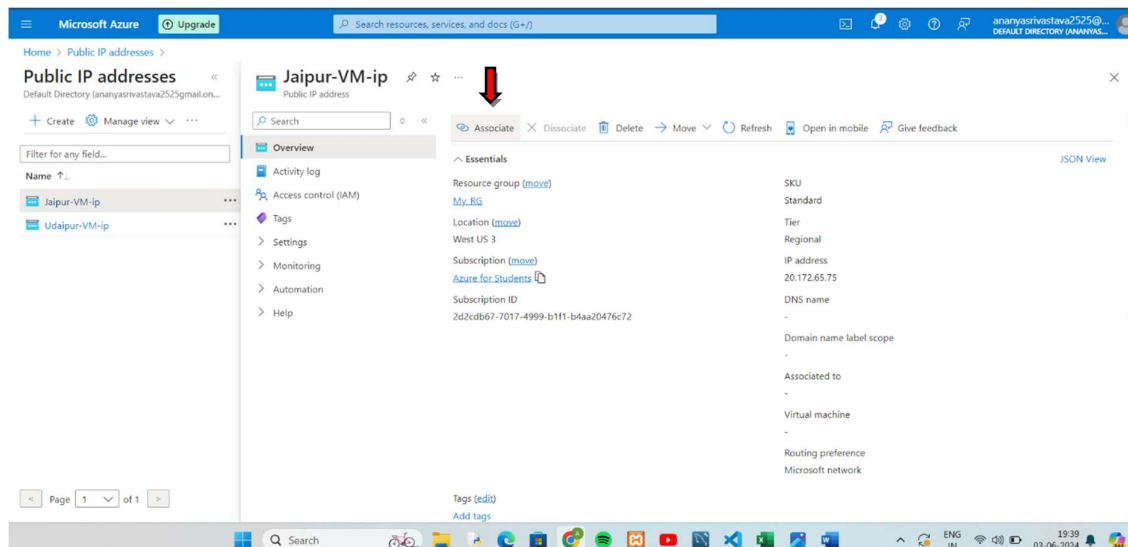 Microsoft Azure
Upgrade
Search resources, services, and docs (G+/)
3
ananyasrivastava2525@...
DEFAULT DIRECTORY (ANANYAS...
Home > Public IP addresses >
Public IP addresses
«
Default Directory (ananyasrivastava2525gmail.on...
+ Create Manage view ...
Filter for any field...
Name ↑↓
Jaipur-VM-ip ...
Udaipur-VM-ip ...
< Page 1 of 1 >
Jaipur-VM-ip ...
Public IP address
Search
«
Overview
Activity log
Access control (IAM)
Tags
> Settings
> Monitoring
> Automation
> Help
Associate Dissociate Delete Move Refresh Open in mobile Give feedback
Essentials
JSON View
Resource group (move)
My_RG
Location (move)
West US 3
Subscription (move)
Azure for Students
Subscription ID
2d2cdb67-7017-4999-b1f1-b4aa20476c72
SKU
Standard
Tier
Regional
IP address
20.172.65.75
DNS name
-
Domain name label scope
-
Associated to
-
Virtual machine
-
Routing preference
Microsoft network
Tags (edit)
Add tags
Search
ENG
IN
19:39
03-06-2024